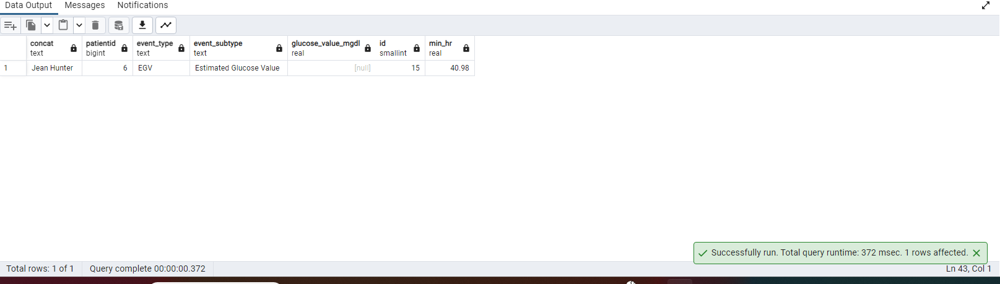 Data Output Messages Notifications
concat patientid event_type event_subtype glucose_value_mgdl id min_hr
text bigint text text real smallint real
1 Jean Hunter 6 EGV Estimated Glucose Value [null] 15 40.98
Successfully run. Total query runtime: 372 msec. 1 rows affected.
Total rows: 1 of 1 Query complete 00:00:00.372 Ln 43, Col 1